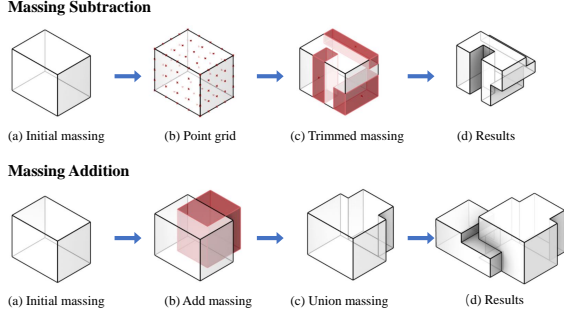 Massing Subtraction
(a) Initial massing (b) Point grid (c) Trimmed massing (d) Results
Massing Addition
(a) Initial massing (b) Add massing (c) Union massing (d) Results